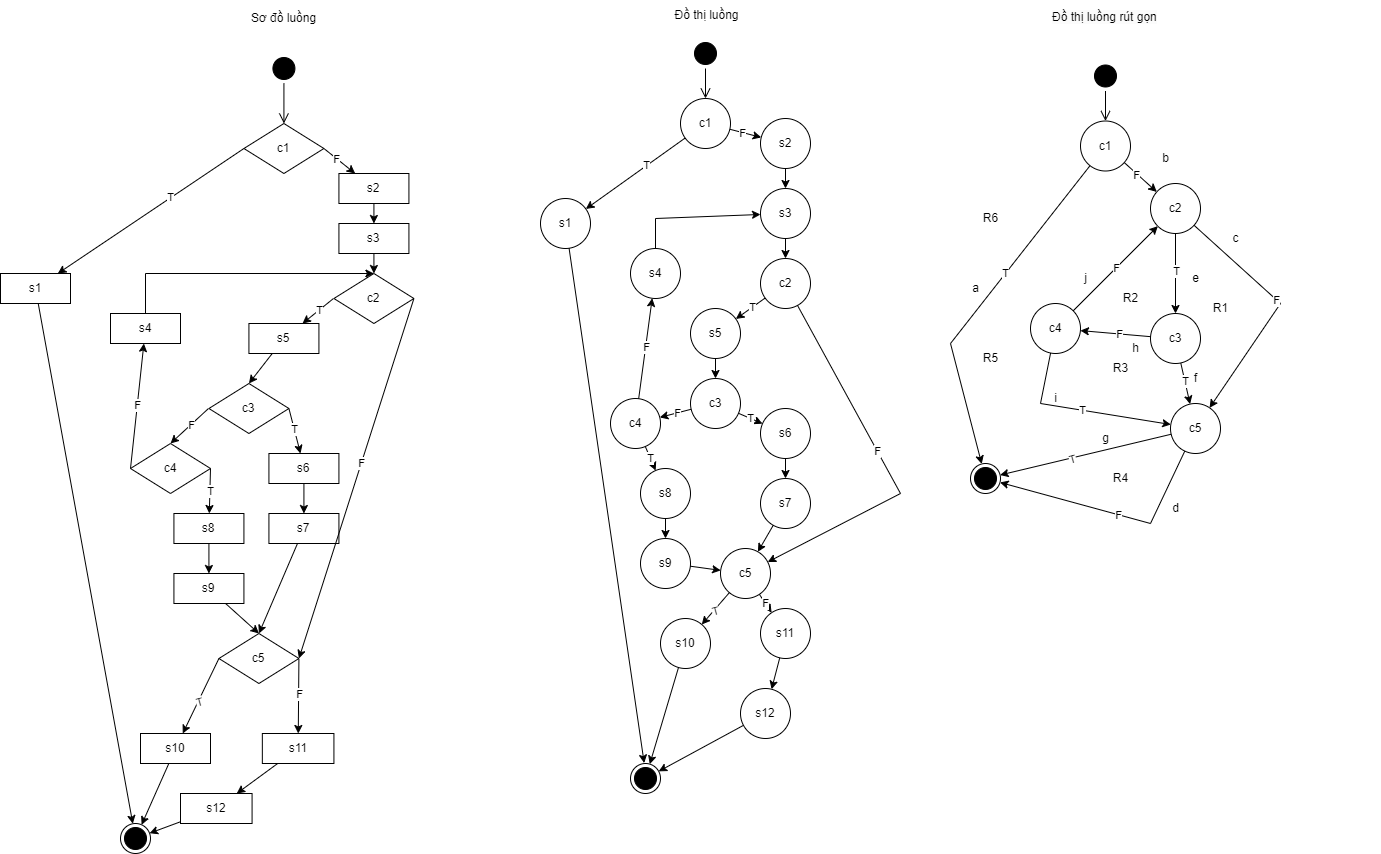 Sơ đồ luồng
c1
F
T
s2
s3
s1
c2
T
s4
s5
F
c3
F
T
F
c4
s6
T
s8
s7
s9
c5
T
F
s10
s11
s12
Đồ thị luồng
c1
F
s2
T
s1
s3
s4
c2
T
s5
F
c3
c4
F
T
s6
F
T
s8
s7
s9
c5
T
F
s10
s11
s12
Đồ thị luồng rút gọn
c1
b
F
c2
R6
c
T
F
T
j
e
a
R2
F
R1
c4
F
c3
h
R5
R3
T
f
i
T
c5
g
T
R4
F
d